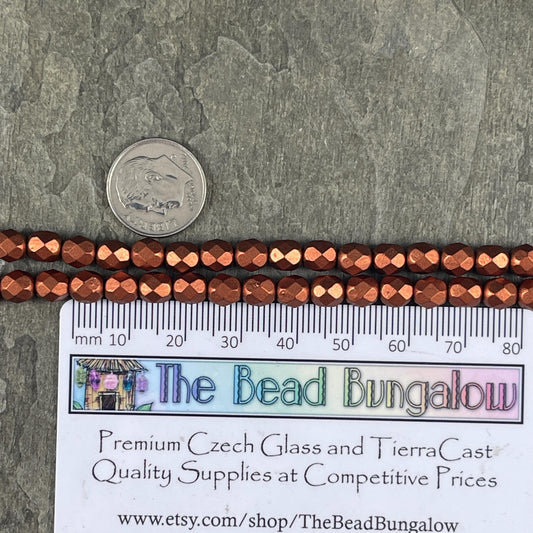 mm 10 20 30 40 50 60 70 80
The Bead Bungalow
Premium Czech Glass and TierraCast
Quality Supplies at Competitive Prices
www.etsy.com/shop/TheBeadBungalow